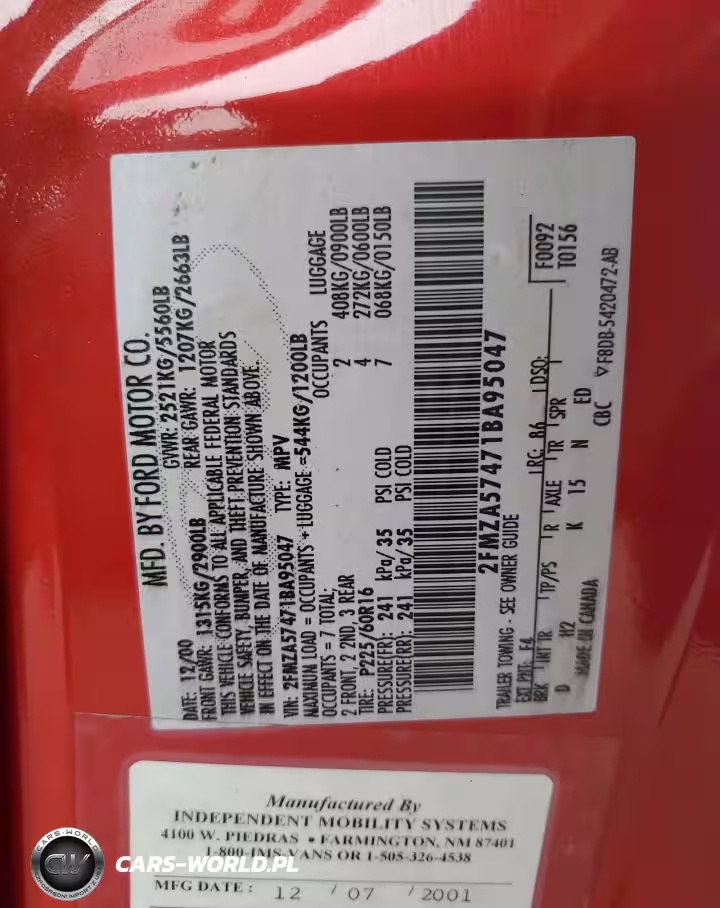 MFD. BY FORD MOTOR CO.
DATE: 12/00 GVWR: 2521KG/5560LB
FRONT GAWR: 1315KG/2900LB REAR GAWR: 1207KG/2663LB
THIS VEHICLE CONFORMS TO ALL APPLICABLE FEDERAL MOTOR
VEHICLE SAFETY, BUMPER, AND THEFT PREVENTION STANDARDS
IN EFFECT ON THE DATE OF MANUFACTURE SHOWN ABOVE.
VIN: 2FMZA57471BA95047 TYPE: MPV
MAXIMUM LOAD = OCCUPANTS + LUGGAGE = 544KG/1200LB
OCCUPANTS = 7 TOTAL; OCCUPANTS LUGGAGE
2 FRONT, 2 2ND, 3 REAR 2 408KG/0900LB
TIRE: P225/60R16 4 272KG/0600LB
PRESSURE(FR): 241 kPa/35 PSI COLD 7 068KG/0150LB
PRESSURE(RR): 241 kPa/35 PSI COLD
2FMZA57471BA95047
TRAILER TOWING - SEE OWNER GUIDE
EXT PNT: E4 RC: 86 DSO: F0092
BRK INT TR TP/PS R AXLE TR SPR T0156
D H2 K 15 N ED
MADE IN CANADA CBC ▽F8DB-5420472-AB
Manufactured By
INDEPENDENT MOBILITY SYSTEMS
4100 W. PIEDRAS • FARMINGTON, NM 87401
1-800-IMS-VANS OR 1-505-326-4538
MFG DATE: 12 / 07 / 2001
CARS-WORLD
CW
CARS-WORLD.PL